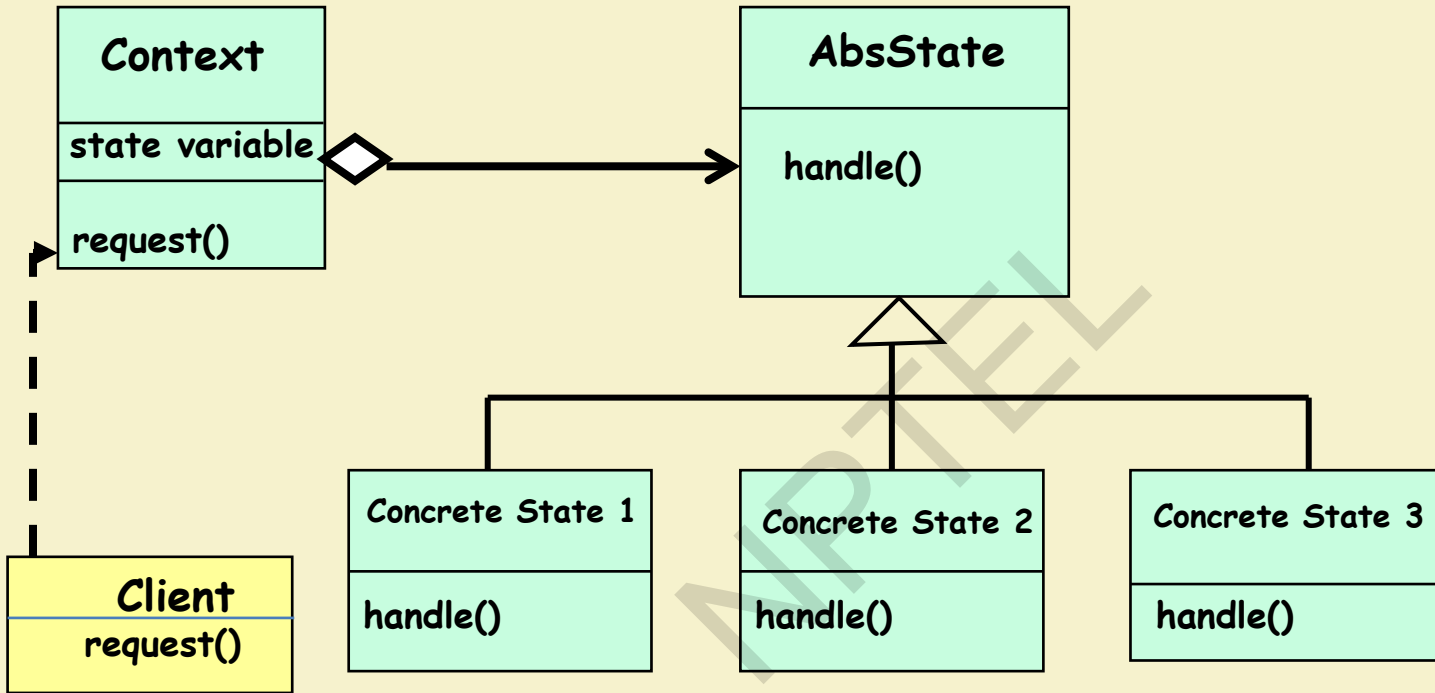 Context
state variable
request()
AbsState
handle()
Concrete State 1
handle()
Concrete State 2
handle()
Concrete State 3
handle()
Client
request()
NPTEL